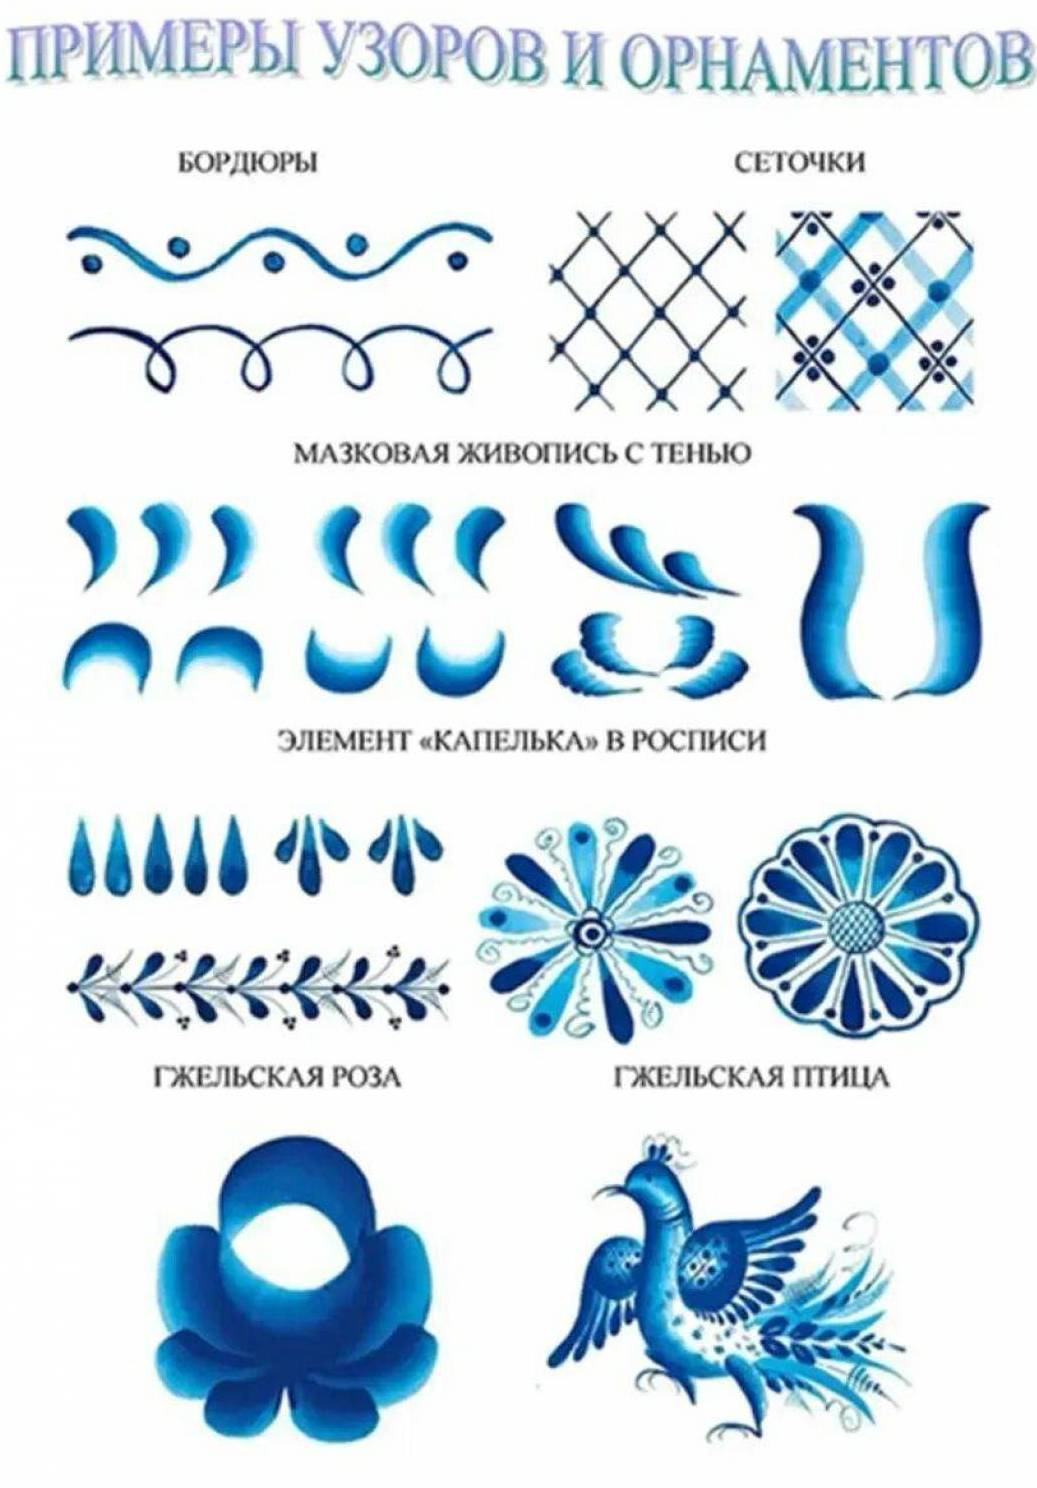 ПРИМЕРЫ УЗОРОВ И ОРНАМЕНТОВ
БОРДЮРЫ
СЕТОЧКИ
МАЗКОВАЯ ЖИВОПИСЬ С ТЕНЬЮ
ЭЛЕМЕНТ «КАПЕЛЬКА» В РОСПИСИ
ГЖЕЛЬСКАЯ РОЗА
ГЖЕЛЬСКАЯ ПТИЦА